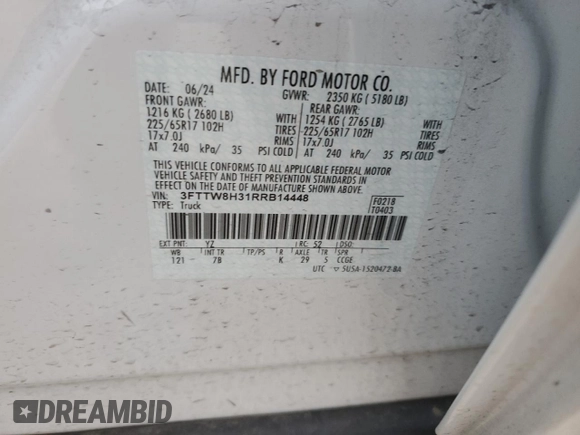 MFD. BY FORD MOTOR CO.
DATE: 06/24 GVWR: 2350 KG ( 5180 LB)
FRONT GAWR: REAR GAWR:
1216 KG ( 2680 LB) WITH 1254 KG ( 2765 LB) WITH
225/65R17 102H TIRES 225/65R17 102H TIRES
17x7.0J RIMS 17x7.0J RIMS
AT 240 kPa/ 35 PSI COLD AT 240 kPa/ 35 PSI COLD
THIS VEHICLE CONFORMS TO ALL APPLICABLE FEDERAL MOTOR
VEHICLE SAFETY AND THEFT PREVENTION STANDARDS IN
EFFECT ON THE DATE OF MANUFACTURE SHOWN ABOVE.
VIN: 3FTTW8H31RRB14448 F0218
TYPE: Truck T0403
EXT PNT: YZ RC: 52 DSO:
WB INT TR TP/PS R AXLE TR SPR
121 7B K 29 5 CCGE
UTC SUSA-1520472-BA
DREAMBID